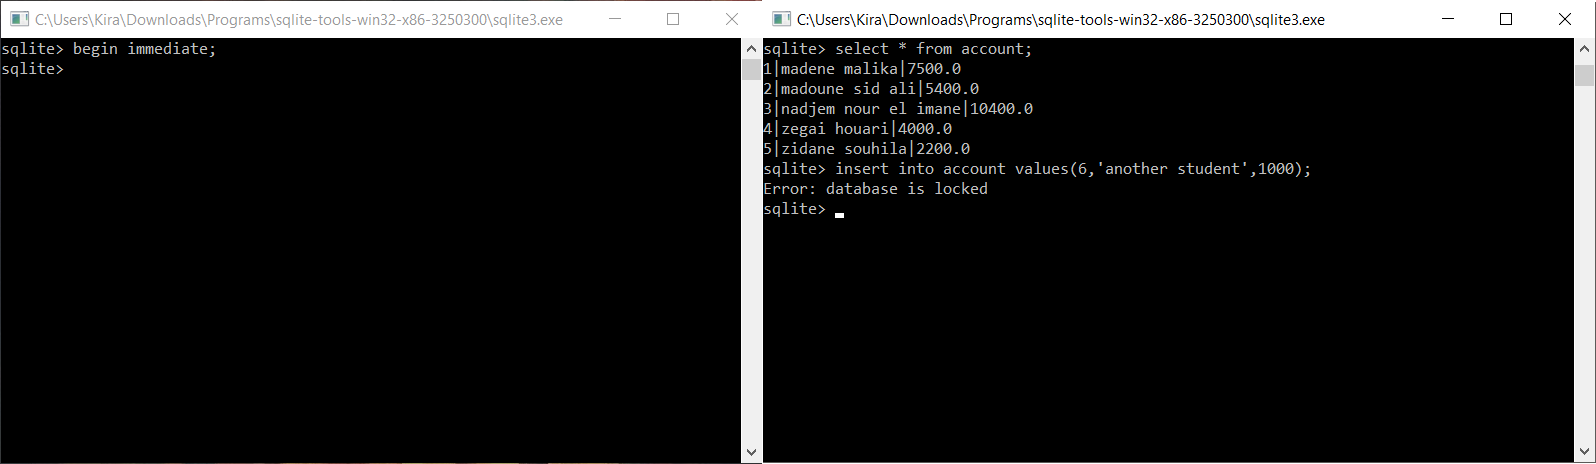 C:\Users\Kira\Downloads\Programs\sqlite-tools-win32-x86-3250300\sqlite3.exe
sqlite> begin immediate;
sqlite>
C:\Users\Kira\Downloads\Programs\sqlite-tools-win32-x86-3250300\sqlite3.exe
sqlite> select * from account;
1|madene malika|7500.0
2|madoune sid ali|5400.0
3|nadjem nour el imane|10400.0
4|zegai houari|4000.0
5|zidane souhila|2200.0
sqlite> insert into account values(6,'another student',1000);
Error: database is locked
sqlite>